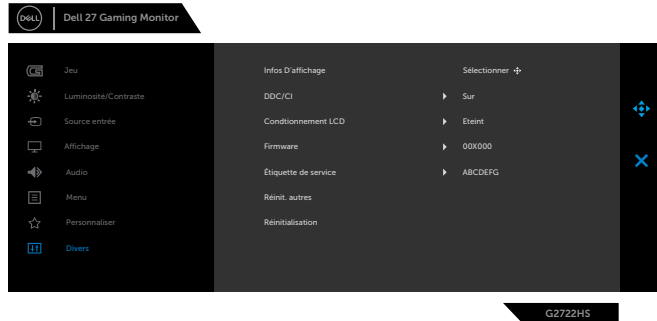 DELL
Dell 27 Gaming Monitor
Jeu
Infos D'affichage
Sélectionner
Luminosité/Contraste
DDC/CI
Sur
Source entrée
Condtionnement LCD
Eteint
Affichage
Firmware
00X000
Audio
Étiquette de service
ABCDEFG
Menu
Réinit. autres
Personnaliser
Réinitialisation
Divers
G2722HS